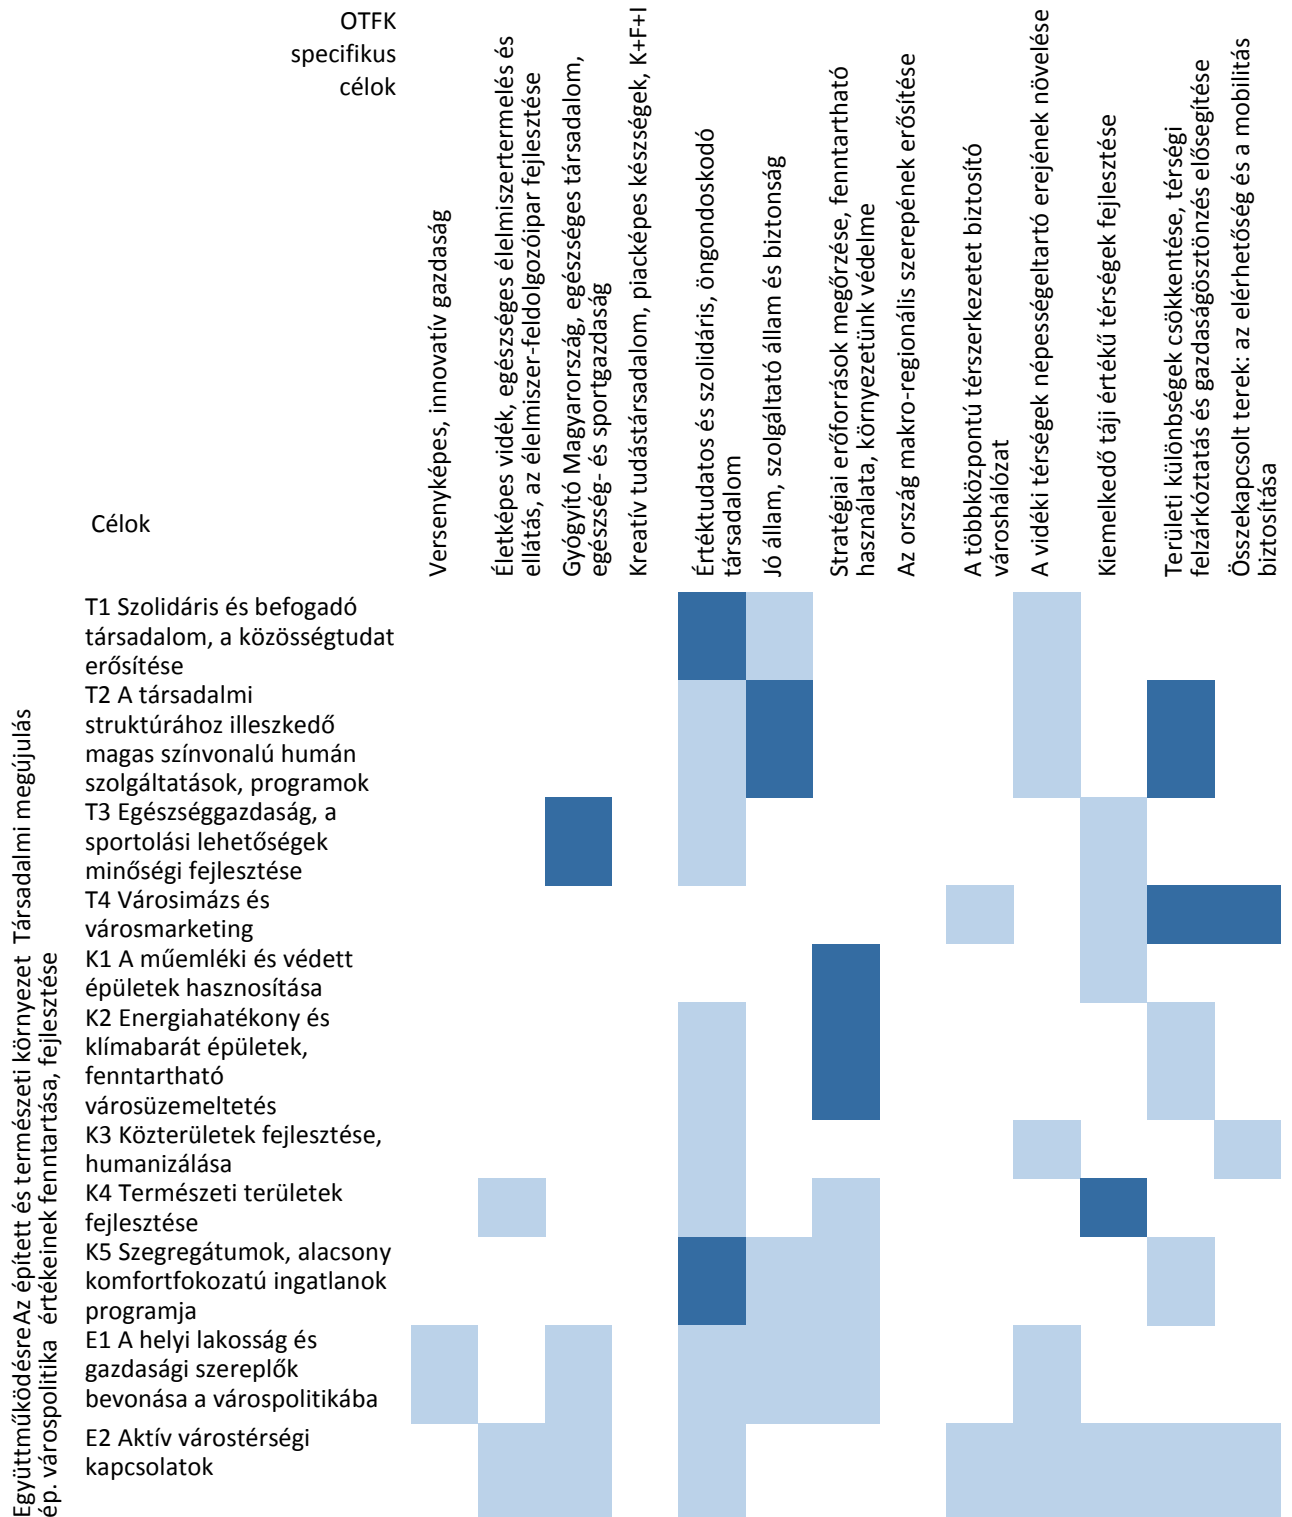 OTFK
specifikus
célok
Célok
Versenyképes, innovatív gazdaság
Életképes vidék, egészséges élelmiszertermelés és
ellátás, az élelmiszer-feldolgozóipar fejlesztése
Gyógyító Magyarország, egészséges társadalom,
egészség- és sportgazdaság
Kreatív tudástársadalom, piacképes készségek, K+F+I
Értéktudatos és szolidáris, öngondoskodó
társadalom
Jó állam, szolgáltató állam és biztonság
Stratégiai erőforrások megőrzése, fenntartható
használata, környezetünk védelme
Az ország makro-regionális szerepének erősítése
A többközpontú térszerkezetet biztosító
városhálózat
A vidéki térségek népességeltartó erejének növelése
Kiemelkedő táji értékű térségek fejlesztése
Területi különbségek csökkentése, térségi
felzárkóztatás és gazdaságösztönzés elősegítése
Összekapcsolt terek: az elérhetőség és a mobilitás
biztosítása
Társadalmi megújulás
T1 Szolidáris és befogadó
társadalom, a közösségtudat
erősítése
T2 A társadalmi
struktúrához illeszkedő
magas színvonalú humán
szolgáltatások, programok
T3 Egészséggazdaság, a
sportolási lehetőségek
minőségi fejlesztése
T4 Városimázs és
városmarketing
Az épített és természeti környezet
értékeinek fenntartása, fejlesztése
K1 A műemléki és védett
épületek hasznosítása
K2 Energiahatékony és
klímabarát épületek,
fenntartható
városüzemeltetés
K3 Közterületek fejlesztése,
humanizálása
K4 Természeti területek
fejlesztése
K5 Szegregátumok, alacsony
komfortfokozatú ingatlanok
programja
Együttműködésre
ép. várospolitika
E1 A helyi lakosság és
gazdasági szereplők
bevonása a várospolitikába
E2 Aktív várostérségi
kapcsolatok